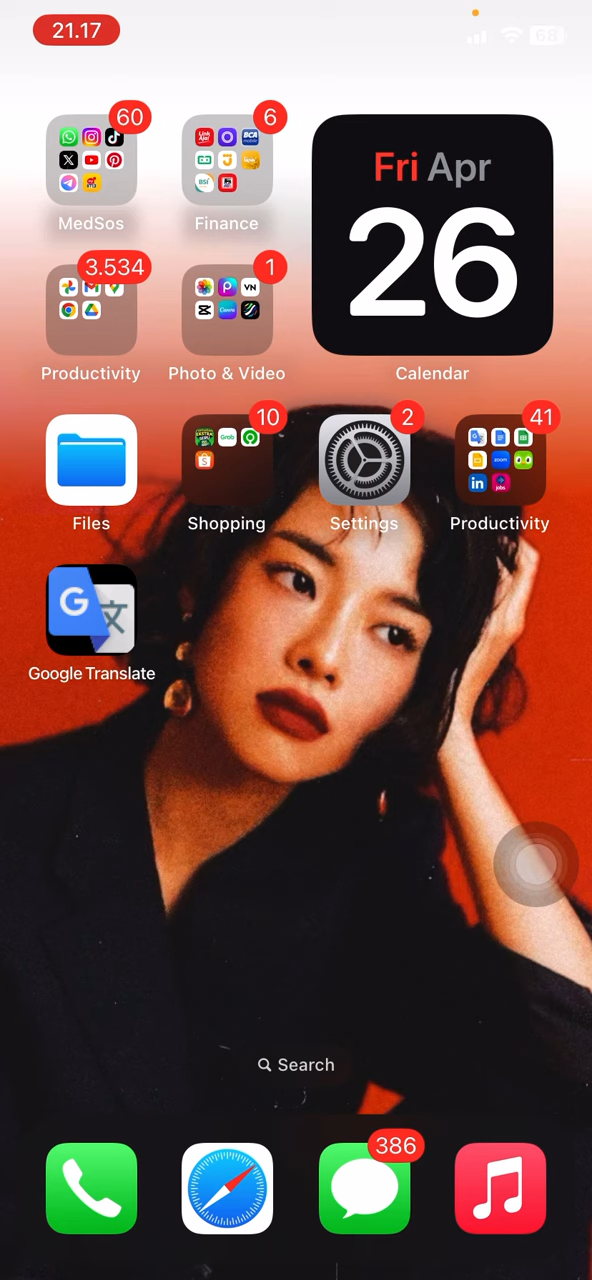 21.17
68
60
6
MedSos
Finance
Fri Apr
26
3.534
1
Productivity
Photo & Video
Calendar
10
2
41
Files
Shopping
Settings
Productivity
Google Translate
Search
386